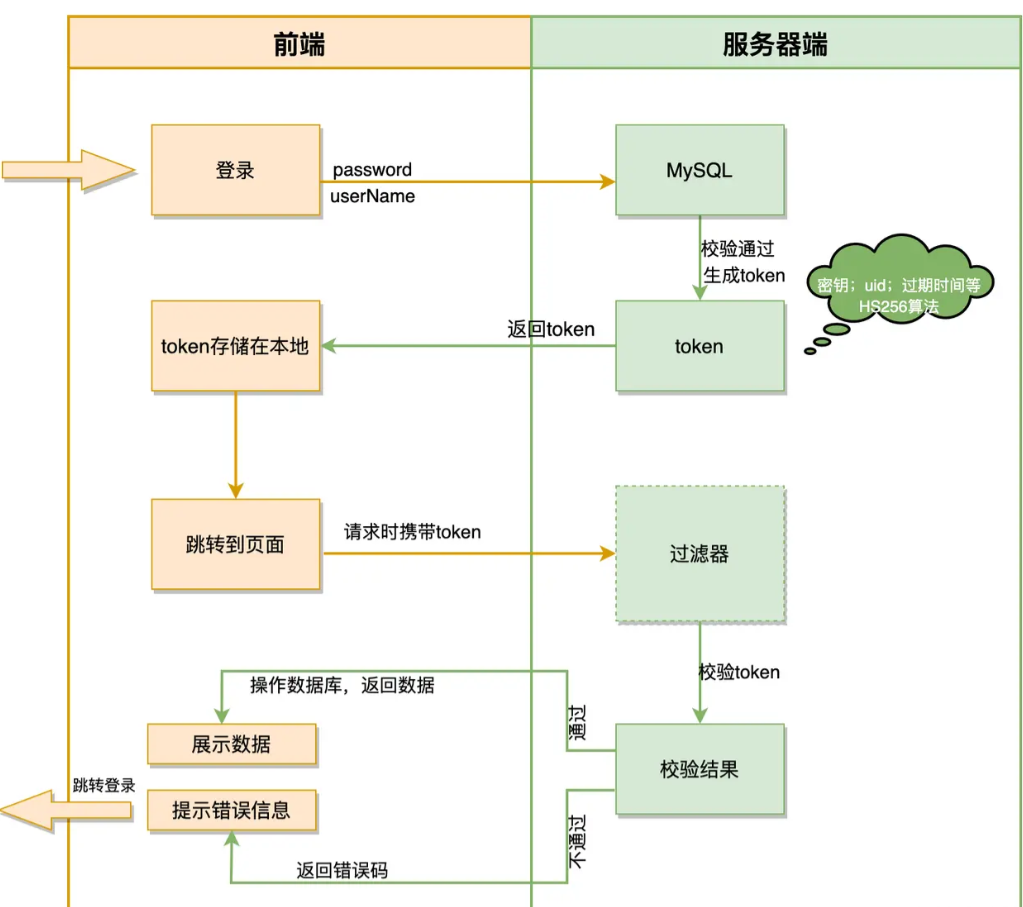 前端
服务器端
登录
password
userName
MySQL
校验通过
生成token
密钥；uid；过期时间等
HS256算法
返回token
token存储在本地
token
跳转到页面
请求时携带token
过滤器
校验token
操作数据库，返回数据
通过
展示数据
校验结果
跳转登录
提示错误信息
不通过
返回错误码